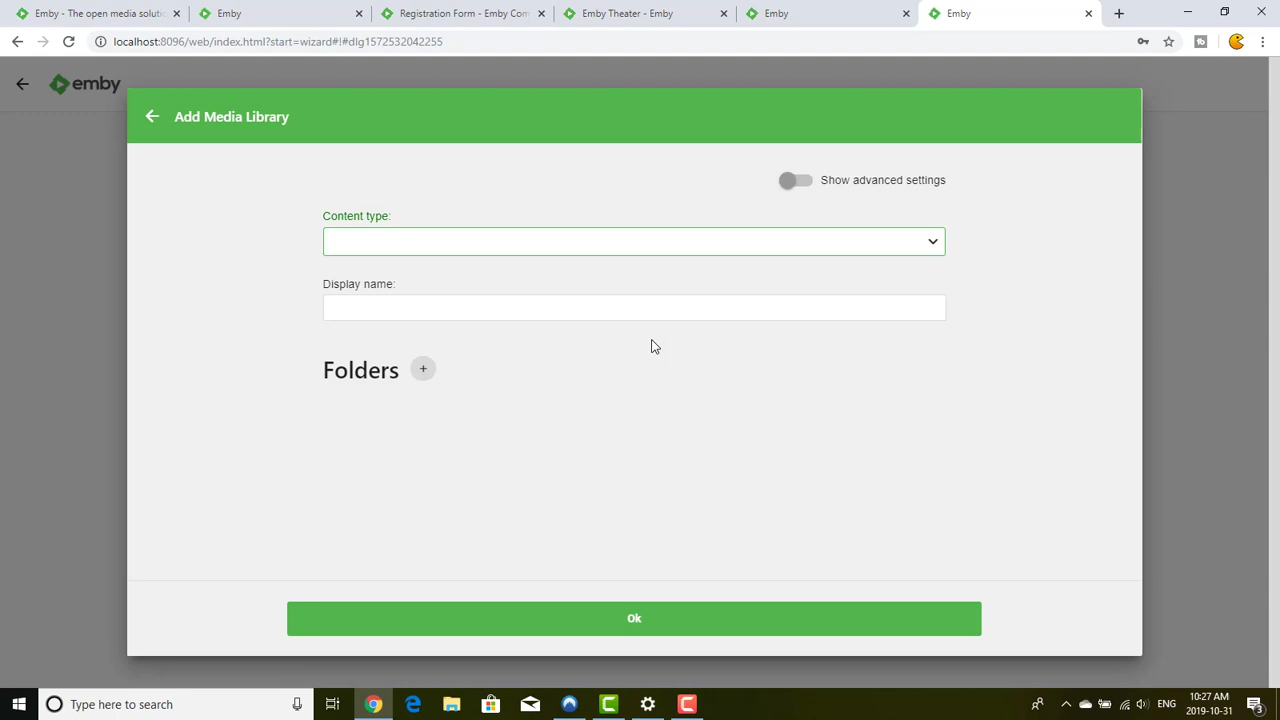 Emby - The open media soluti
Emby
Registration Form - Emby Com
Emby Theater - Emby
Emby
Emby
localhost:8096/web/index.html?start=wizard#!#dlg1572532042255
emby
Add Media Library
Show advanced settings
Content type:
Display name:
Folders +
Ok
Type here to search
ENG
10:27 AM
2019-10-31
3